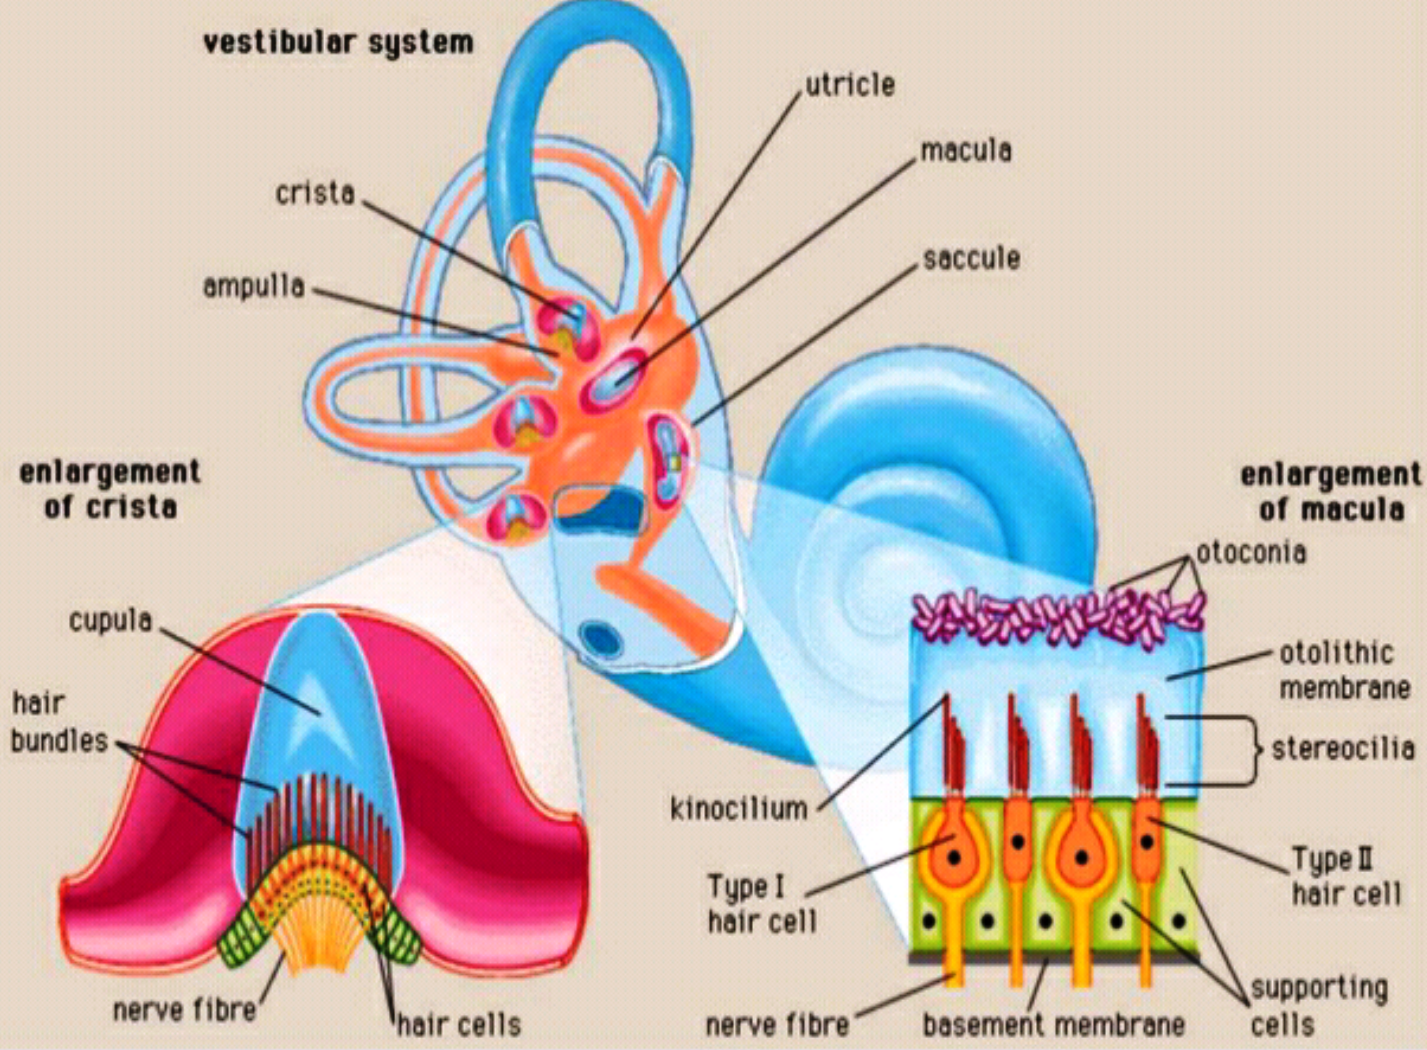 vestibular system
utricle
macula
crista
saccule
ampulla
enlargement
of crista
enlargement
of macula
otoconia
cupula
otolithic
membrane
hair
bundles
stereocilia
kinocilium
Type I
hair cell
Type II
hair cell
nerve fibre
hair cells
nerve fibre
basement membrane
supporting
cells